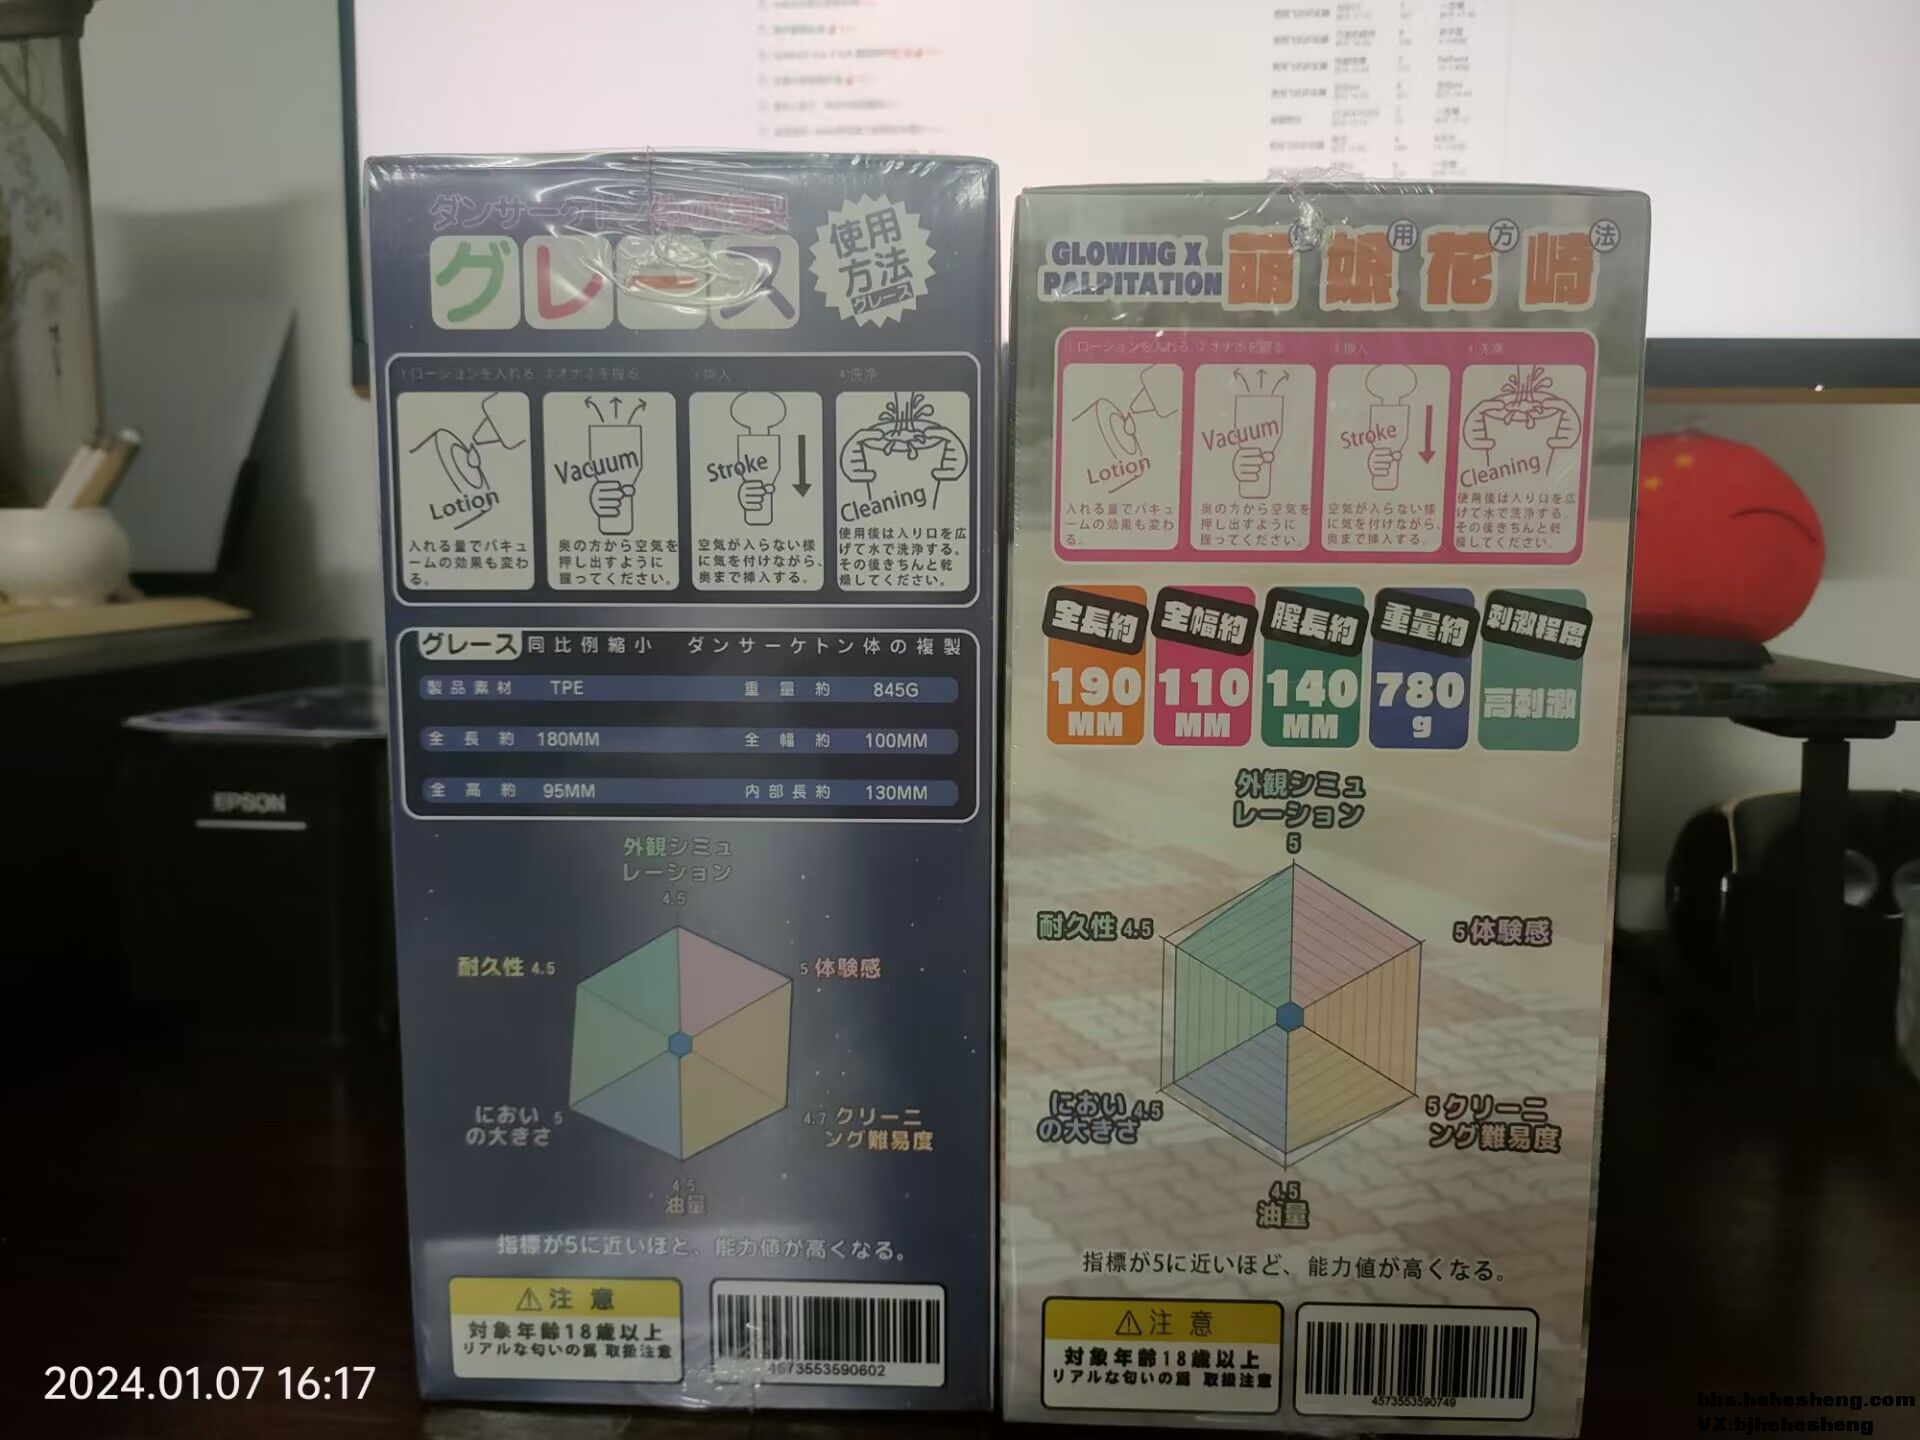 ダンサーケトン
グレース
使用
方法
グレース
1 ローションを入れる 2 オナホを握る 3 挿入 4 洗浄
Lotion
Vacuum
Stroke
Cleaning
入れる量でバキュ
ームの効果も変わ
る。
奥の方から空気を
押し出すように
握ってください。
空気が入らない様
に気を付けながら、
奥まで挿入する。
使用後は入り口を広
げて水で洗浄する。
その後きちんと乾
燥してください。
グレース 同比例縮小 ダンサーケトン体の複製
製品素材 TPE 重量約 845G
全長約 180MM 全幅約 100MM
全高約 95MM 内部長約 130MM
外観シミュ
レーション
4.5
耐久性 4.5
5 体験感
におい 5
の大きさ
4.7 クリーニ
ング難易度
4.5
油量
指標が5に近いほど、能力値が高くなる。
⚠注意
対象年齢18歳以上
リアルな匂いの為 取扱注意
4573553590602
GLOWING X
PALPITATION
萌娘花崎
用方法
1 ローションを入れる 2 オナホを握る 3 挿入 4 洗浄
Lotion
Vacuum
Stroke
Cleaning
入れる量でバキュ
ームの効果も変わ
る。
奥の方から空気を
押し出すように
握ってください。
空気が入らない様
に気を付けながら、
奥まで挿入する。
使用後は入り口を広
げて水で洗浄する。
その後きちんと乾
燥してください。
全長約
190
MM
全幅約
110
MM
膣長約
140
MM
重量約
780
g
刺激程度
高刺激
外観シミュ
レーション
5
耐久性 4.5
5 体験感
におい 4.5
の大きさ
5 クリーニ
ング難易度
4.5
油量
指標が5に近いほど、能力値が高くなる。
⚠注意
対象年齢18歳以上
リアルな匂いの為 取扱注意
4573553590749
EPSON
2024.01.07 16:17
bbs.hehesheng.com
VX:bjhehesheng